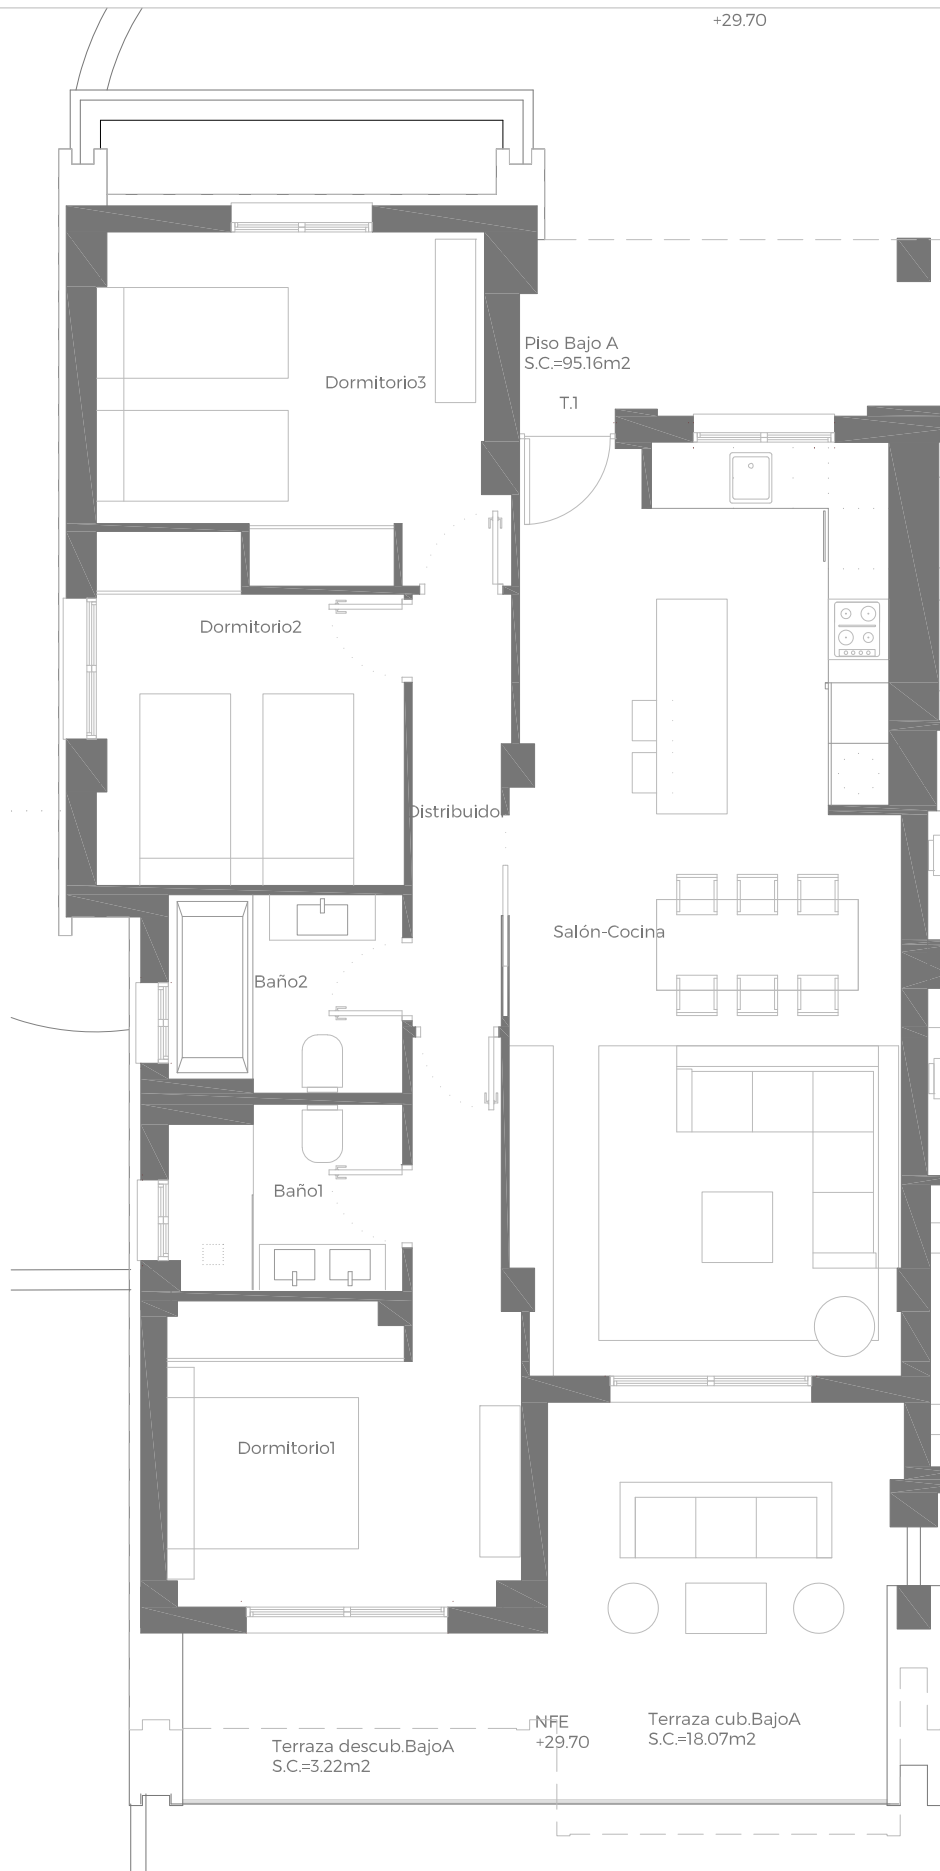 +29.70
Piso Bajo A
S.C.=95.16m2
T.1
Dormitorio3
Dormitorio2
Distribuidor
Salón-Cocina
Baño2
Baño1
Dormitorio1
NFE
+29.70
Terraza cub.BajoA
S.C.=18.07m2
Terraza descub.BajoA
S.C.=3.22m2